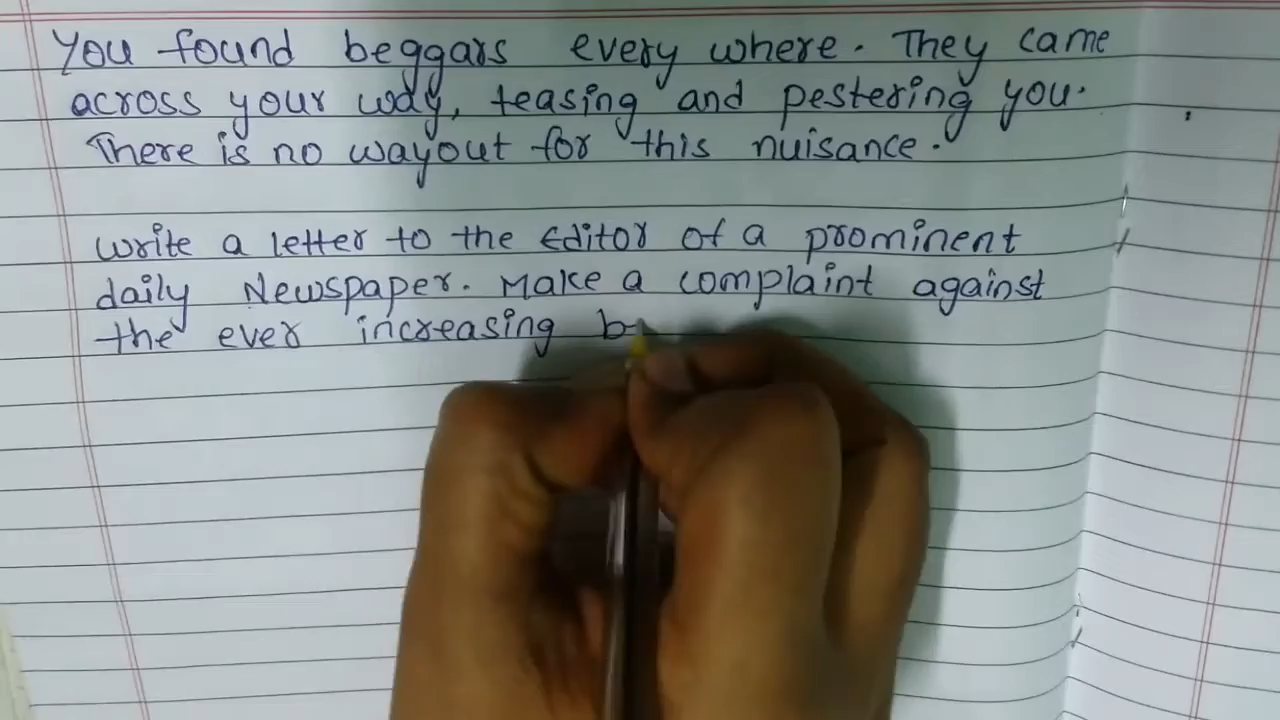 You found beggars every where. They came
across your way, teasing and pestering you.
There is no wayout for this nuisance.
Write a letter to the Editor of a prominent
daily Newspaper. Make a complaint against
the ever increasing